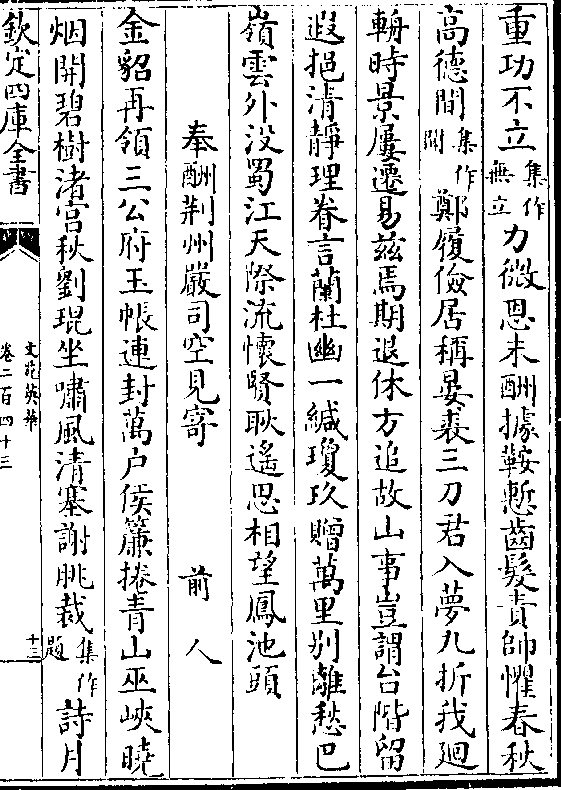 重功不立集作無立力微恩未酬據鞍慙齒髮責帥懼春秋
高德間集作閑鄭履儉居稱晏裘三刀君入夢九折我廻
輈時景屢遷易兹焉期退休方追故山事豈謂台階留
遐挹清靜理眷言蘭杜幽一緘瓊玖贈萬里别離愁巴
嶺雲外没蜀江天際流懷賢耿遥思相望鳳池頭
奉酬荆州嚴司空見寄 前人
金貂再領三公府玉帳連封萬户侯簾捲青山巫峽曉
烟開碧樹渚宫秋劉琨坐嘯風清塞謝朓裁集作題詩月
欽定四庫全書
文苑英華
卷二百四十三
十三